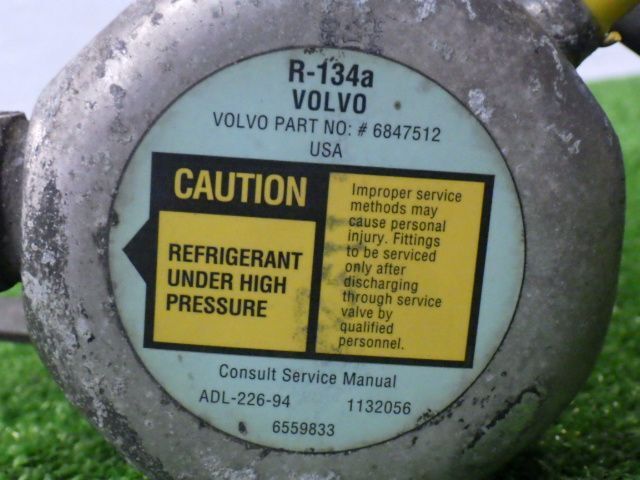 R-134a
VOLVO
VOLVO PART NO: # 6847512
USA
CAUTION
REFRIGERANT
UNDER HIGH
PRESSURE
Improper service
methods may
cause personal
injury. Fittings
to be serviced
only after
discharging
through service
valve by
qualified
personnel.
Consult Service Manual
ADL-226-94 1132056
6559833